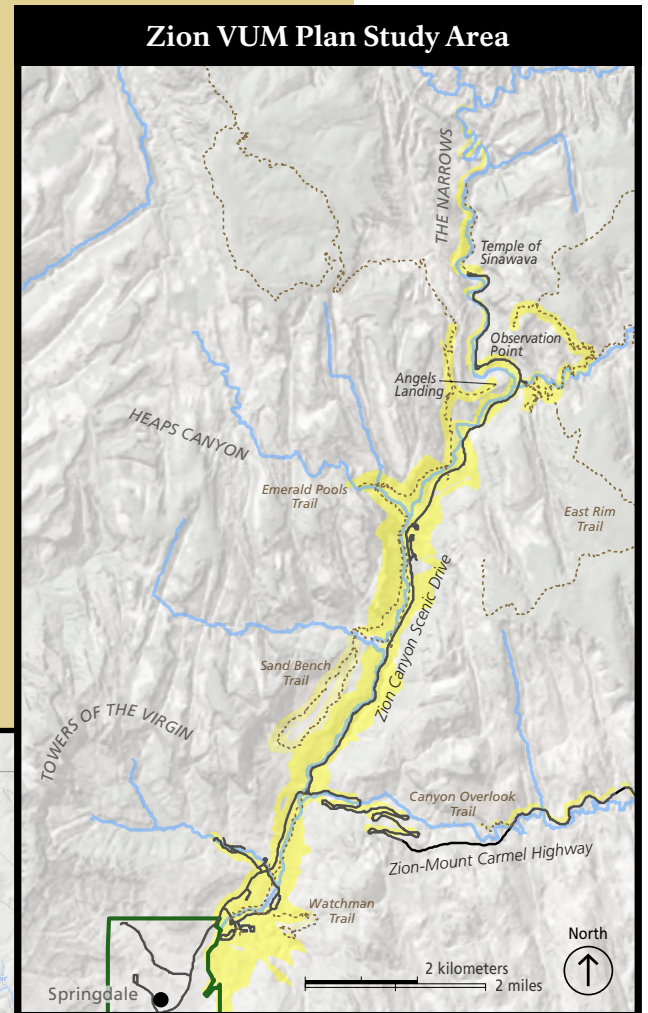 Zion VUM Plan Study Area
THE NARROWS
Temple of
Sinawava
Observation
Point
Angels
Landing
HEAPS CANYON
Emerald Pools
Trail
East Rim
Trail
Zion Canyon Scenic Drive
Sand Bench
Trail
TOWERS OF THE VIRGIN
Canyon Overlook
Trail
Zion-Mount Carmel Highway
Watchman
Trail
North
2 kilometers
2 miles
Springdale